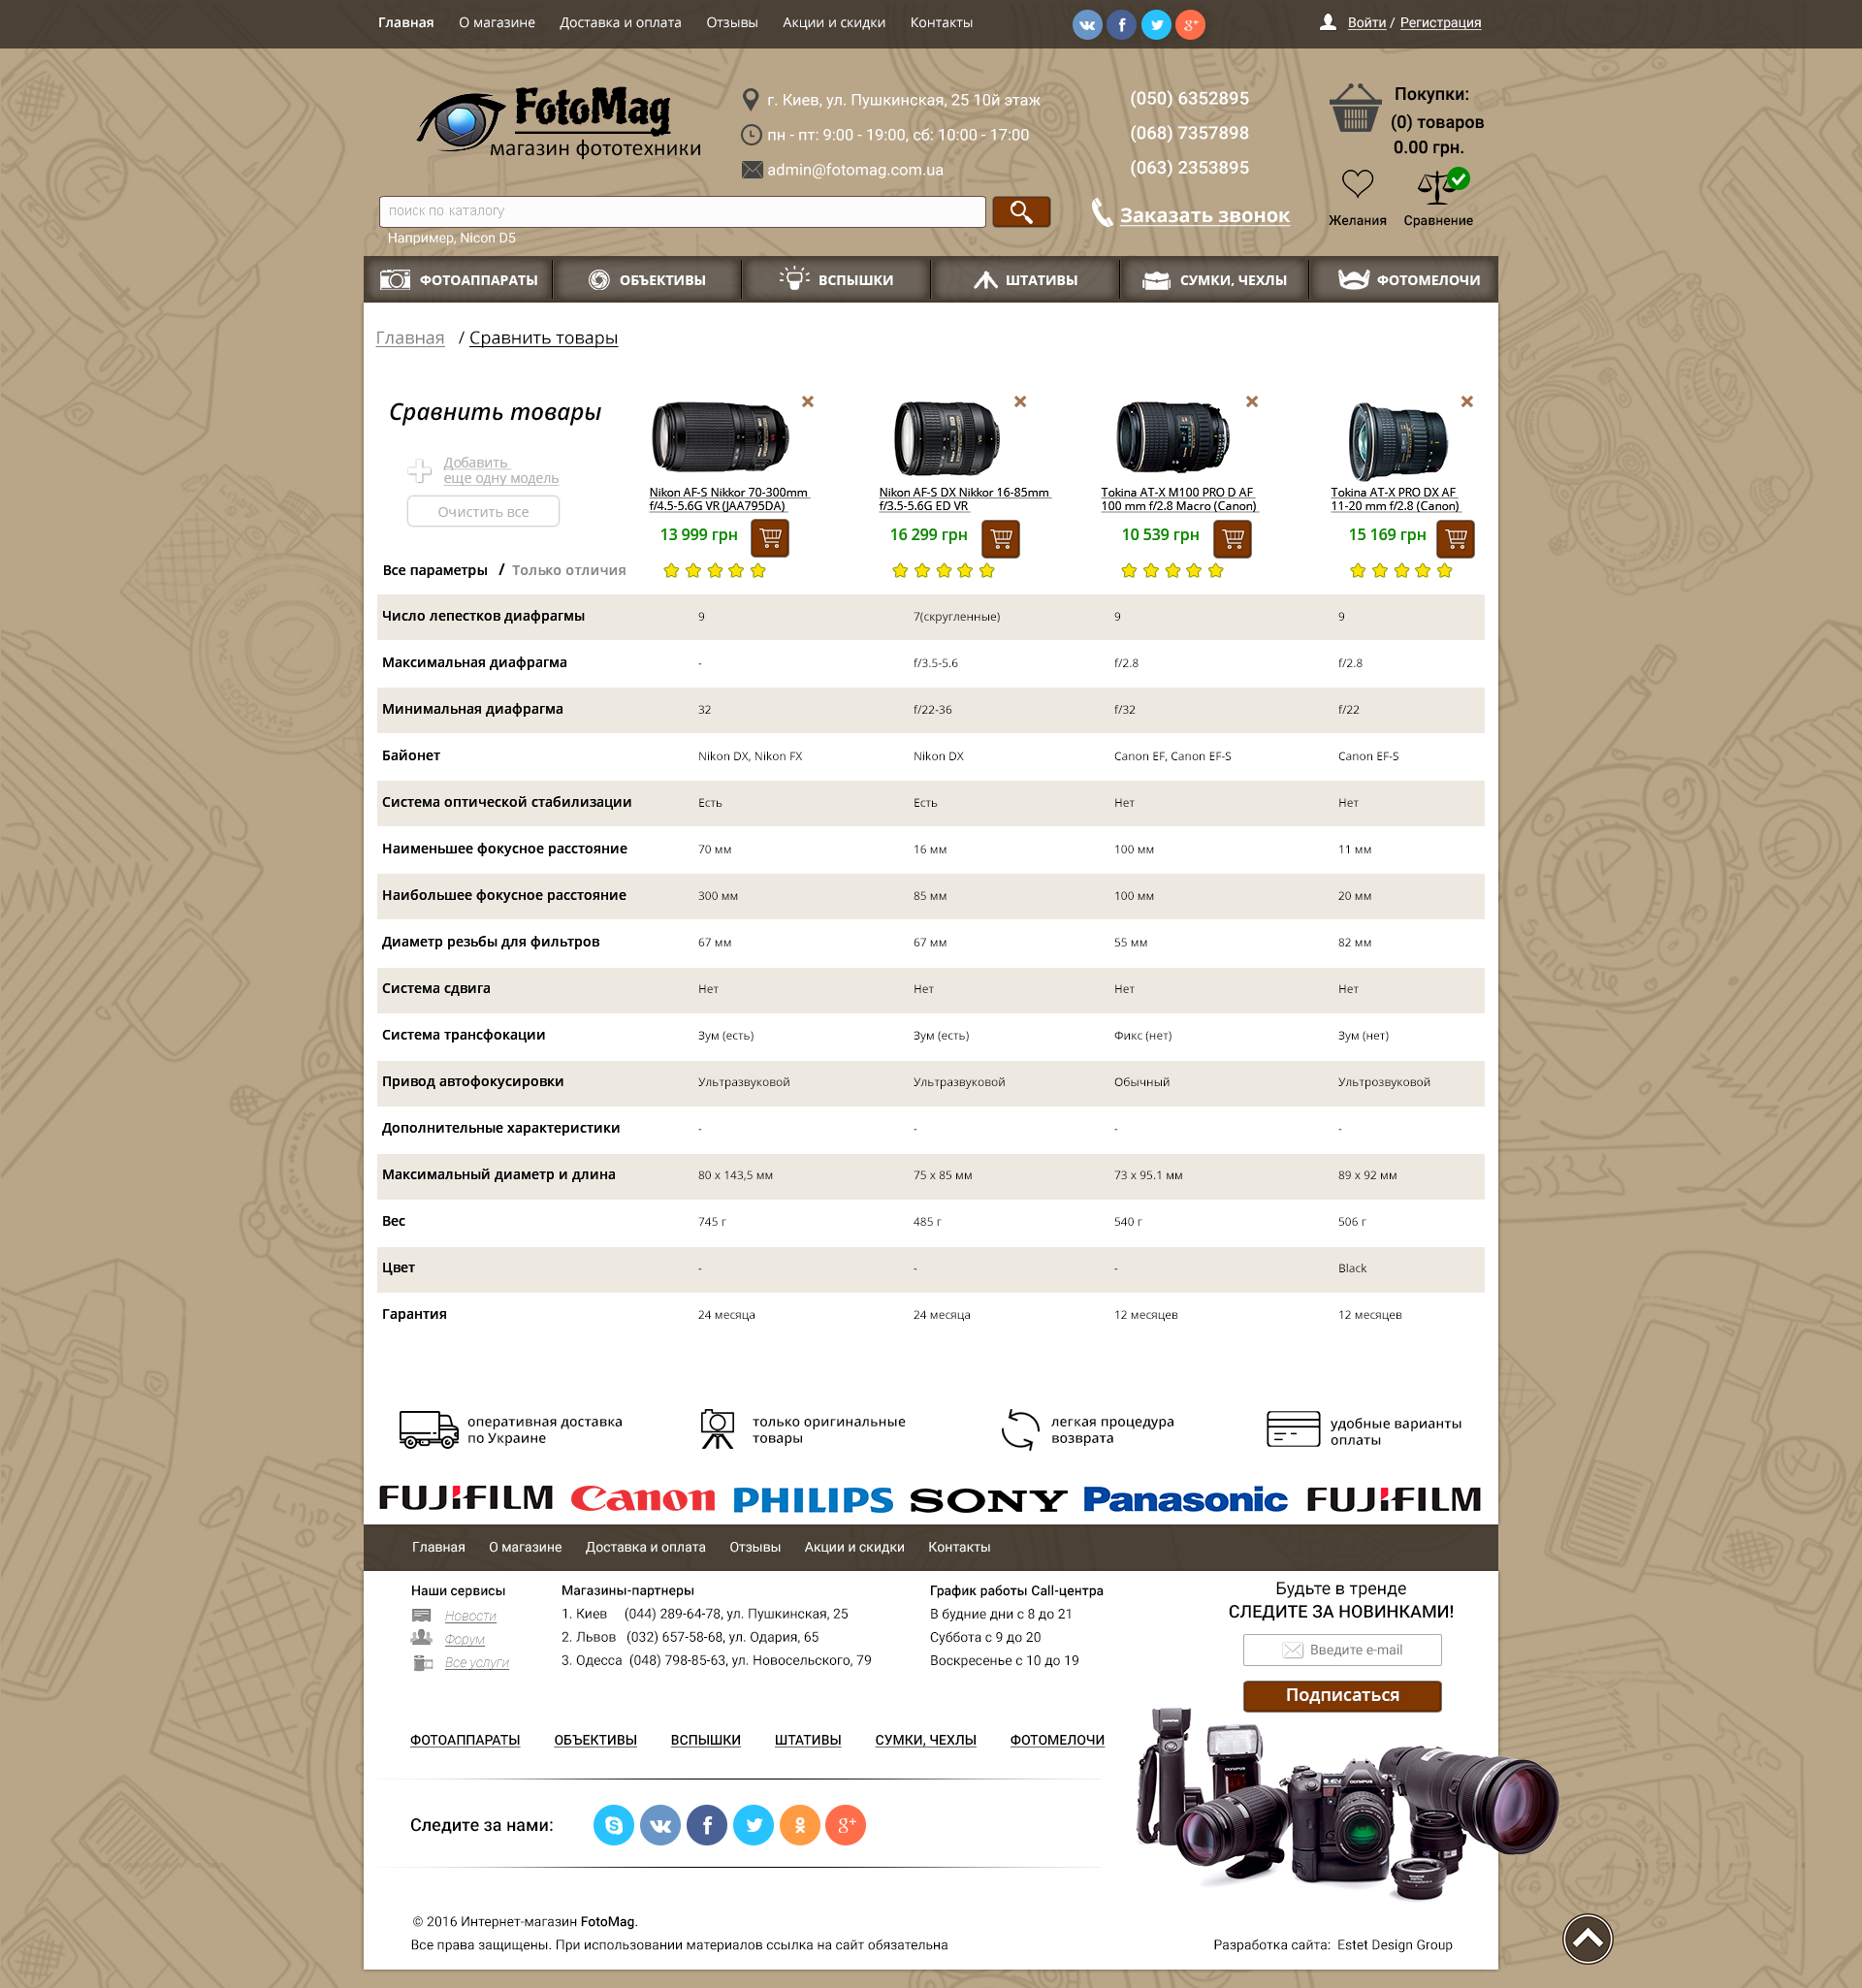 Главная О магазине Доставка и оплата Отзывы Акции и скидки Контакты
Войти / Регистрация
FotoMag
магазин фототехники
г. Киев, ул. Пушкинская, 25 10й этаж
пн - пт: 9:00 - 19:00, сб: 10:00 - 17:00
admin@fotomag.com.ua
(050) 6352895
(068) 7357898
(063) 2353895
Заказать звонок
Покупки:
(0) товаров
0.00 грн.
Желания Сравнение
поиск по каталогу
Например, Nicon D5
ФОТОАППАРАТЫ ОБЪЕКТИВЫ ВСПЫШКИ ШТАТИВЫ СУМКИ, ЧЕХЛЫ ФОТОМЕЛОЧИ
Главная / Сравнить товары
Сравнить товары
Добавить
еще одну модель
Очистить все
Все параметры / Только отличия
Nikon AF-S Nikkor 70-300mm
f/4.5-5.6G VR (JAA795DA)
13 999 грн
Nikon AF-S DX Nikkor 16-85mm
f/3.5-5.6G ED VR
16 299 грн
Tokina AT-X M100 PRO D AF
100 mm f/2.8 Macro (Canon)
10 539 грн
Tokina AT-X PRO DX AF
11-20 mm f/2.8 (Canon)
15 169 грн
Число лепестков диафрагмы 9 7(скругленные) 9 9
Максимальная диафрагма - f/3.5-5.6 f/2.8 f/2.8
Минимальная диафрагма 32 f/22-36 f/32 f/22
Байонет Nikon DX, Nikon FX Nikon DX Canon EF, Canon EF-S Canon EF-S
Система оптической стабилизации Есть Есть Нет Нет
Наименьшее фокусное расстояние 70 мм 16 мм 100 мм 11 мм
Наибольшее фокусное расстояние 300 мм 85 мм 100 мм 20 мм
Диаметр резьбы для фильтров 67 мм 67 мм 55 мм 82 мм
Система сдвига Нет Нет Нет Нет
Система трансфокации Зум (есть) Зум (есть) Фикс (нет) Зум (нет)
Привод автофокусировки Ультразвуковой Ультразвуковой Обычный Ультрозвуковой
Дополнительные характеристики - - - -
Максимальный диаметр и длина 80 x 143,5 мм 75 x 85 мм 73 x 95.1 мм 89 x 92 мм
Вес 745 г 485 г 540 г 506 г
Цвет - - - Black
Гарантия 24 месяца 24 месяца 12 месяцев 12 месяцев
оперативная доставка
по Украине
только оригинальные
товары
легкая процедура
возврата
удобные варианты
оплаты
FUJIFILM Canon PHILIPS SONY Panasonic FUJIFILM
Главная О магазине Доставка и оплата Отзывы Акции и скидки Контакты
Наши сервисы
Новости
Форум
Все услуги
Магазины-партнеры
1. Киев (044) 289-64-78, ул. Пушкинская, 25
2. Львов (032) 657-58-68, ул. Одария, 65
3. Одесса (048) 798-85-63, ул. Новосельского, 79
График работы Call-центра
В будние дни с 8 до 21
Суббота с 9 до 20
Воскресенье с 10 до 19
Будьте в тренде
СЛЕДИТЕ ЗА НОВИНКАМИ!
Введите e-mail
Подписаться
ФОТОАППАРАТЫ ОБЪЕКТИВЫ ВСПЫШКИ ШТАТИВЫ СУМКИ, ЧЕХЛЫ ФОТОМЕЛОЧИ
Следите за нами:
© 2016 Интернет-магазин FotoMag.
Все права защищены. При использовании материалов ссылка на сайт обязательна
Разработка сайта: Estet Design Group